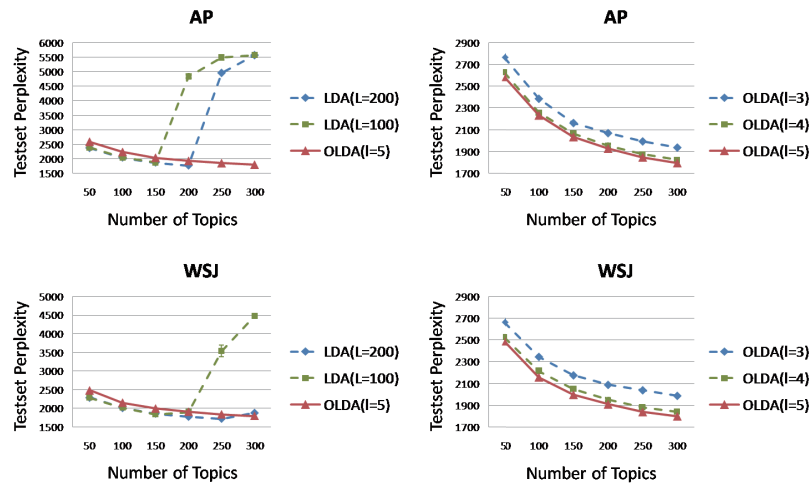 AP
Testset Perplexity
6000
5500
5000
4500
4000
3500
3000
2500
2000
1500
50 100 150 200 250 300
Number of Topics
LDA(L=200)
LDA(L=100)
OLDA(l=5)
AP
Testset Perplexity
2900
2700
2500
2300
2100
1900
1700
50 100 150 200 250 300
Number of Topics
OLDA(l=3)
OLDA(l=4)
OLDA(l=5)
WSJ
Testset Perplexity
5000
4500
4000
3500
3000
2500
2000
1500
50 100 150 200 250 300
Number of Topics
LDA(L=200)
LDA(L=100)
OLDA(l=5)
WSJ
Testset Perplexity
2900
2700
2500
2300
2100
1900
1700
50 100 150 200 250 300
Number of Topics
OLDA(l=3)
OLDA(l=4)
OLDA(l=5)